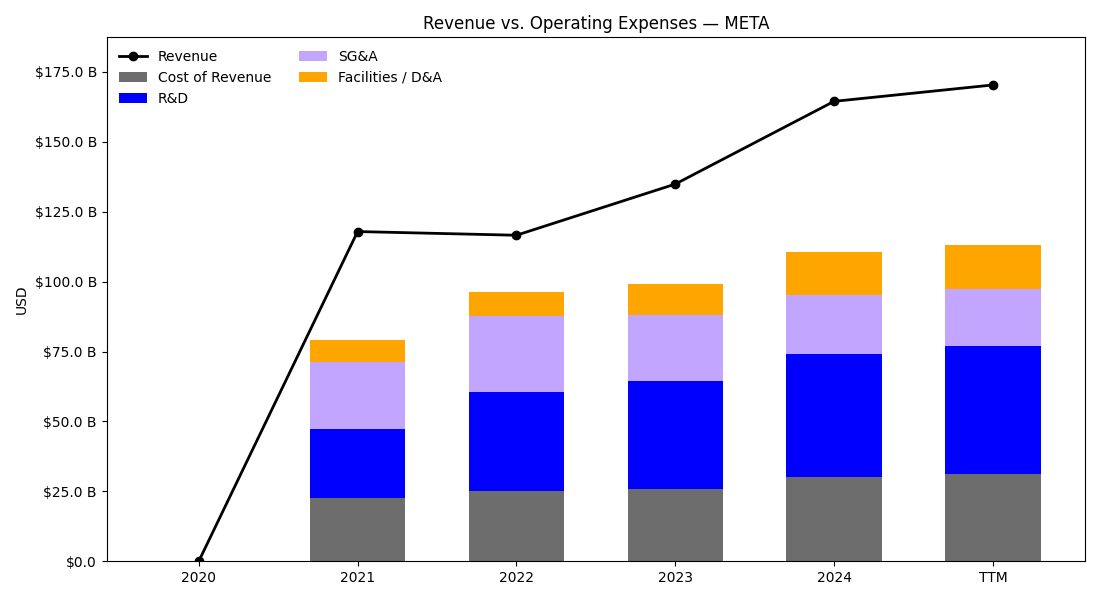 Revenue vs. Operating Expenses — META
Revenue
Cost of Revenue
R&D
SG&A
Facilities / D&A
$175.0 B
$150.0 B
$125.0 B
$100.0 B
$75.0 B
$50.0 B
$25.0 B
$0.0
USD
2020 2021 2022 2023 2024 TTM